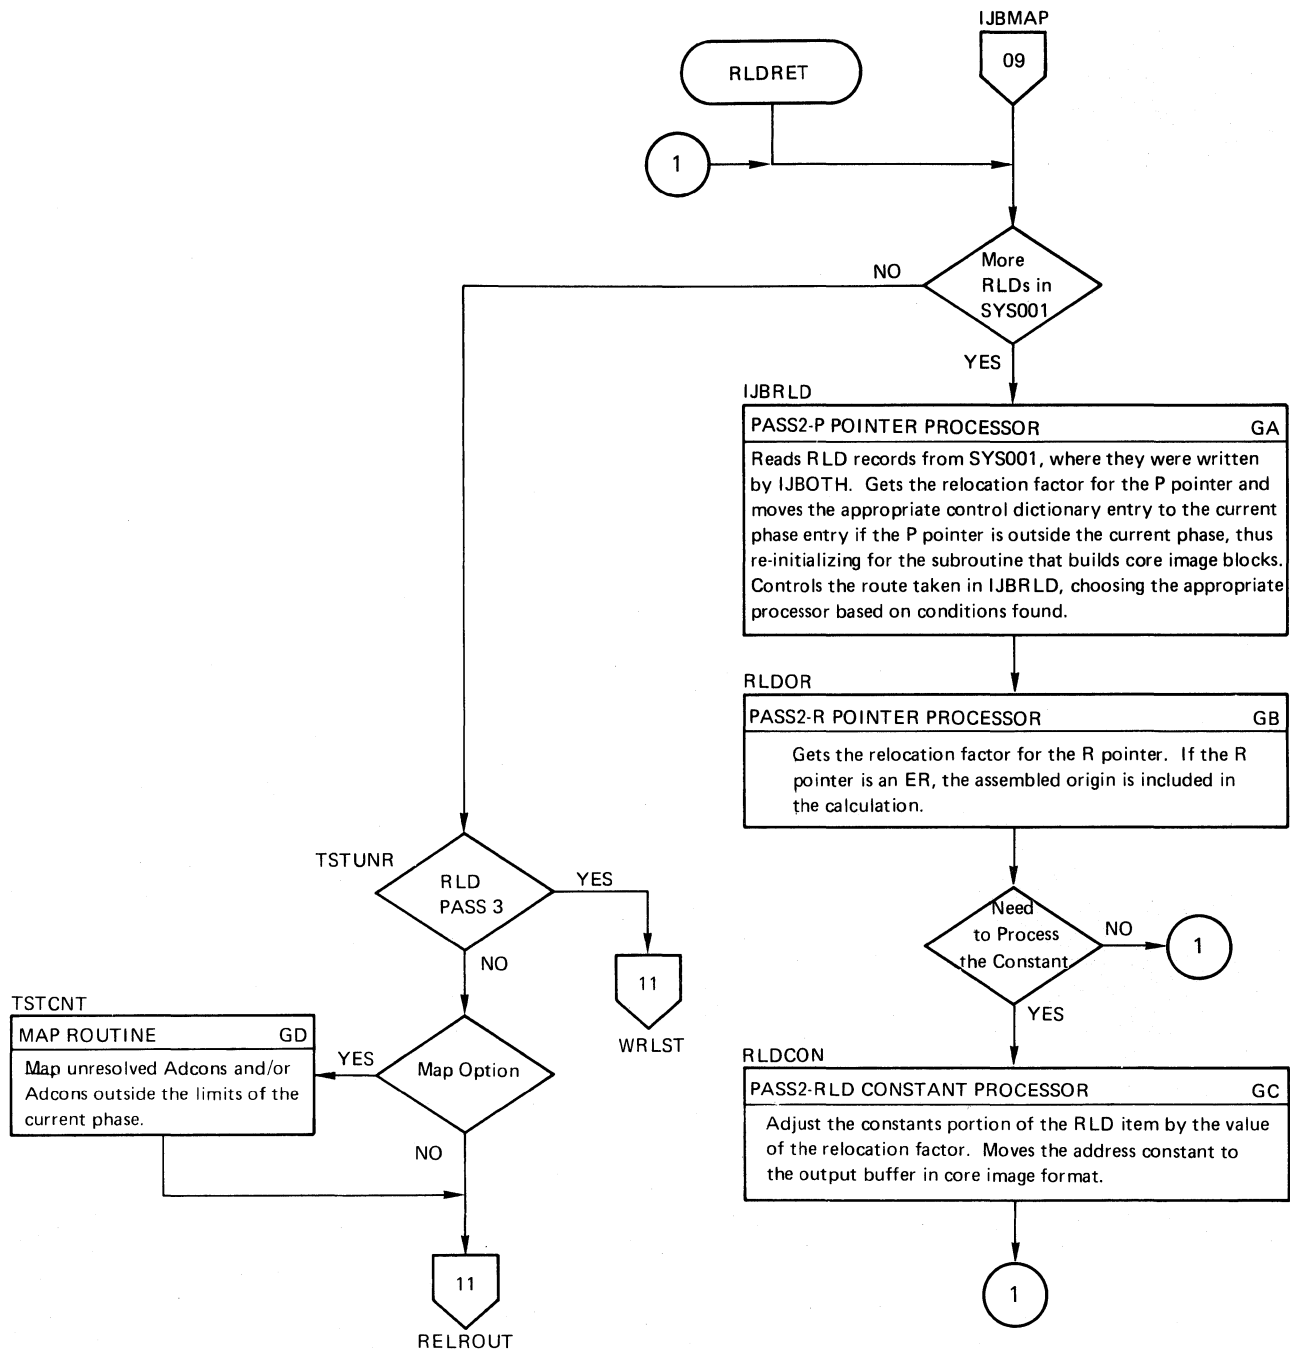 IJBMAP
09
RLDRET
1
More
RLDs in
SYS001
NO
YES
IJBRLD
PASS2-P POINTER PROCESSOR GA
Reads RLD records from SYS001, where they were written
by IJBOTH. Gets the relocation factor for the P pointer and
moves the appropriate control dictionary entry to the current
phase entry if the P pointer is outside the current phase, thus
re-initializing for the subroutine that builds core image blocks.
Controls the route taken in IJBRLD, choosing the appropriate
processor based on conditions found.
RLDOR
PASS2-R POINTER PROCESSOR GB
Gets the relocation factor for the R pointer. If the R
pointer is an ER, the assembled origin is included in
the calculation.
TSTUNR
RLD
PASS 3
YES
NO
11
WRLST
Need
to Process
the Constant
NO
1
YES
TSTCNT
MAP ROUTINE GD
Map unresolved Adcons and/or
Adcons outside the limits of the
current phase.
YES
Map Option
NO
RLDCON
PASS2-RLD CONSTANT PROCESSOR GC
Adjust the constants portion of the RLD item by the value
of the relocation factor. Moves the address constant to
the output buffer in core image format.
11
RELROUT
1